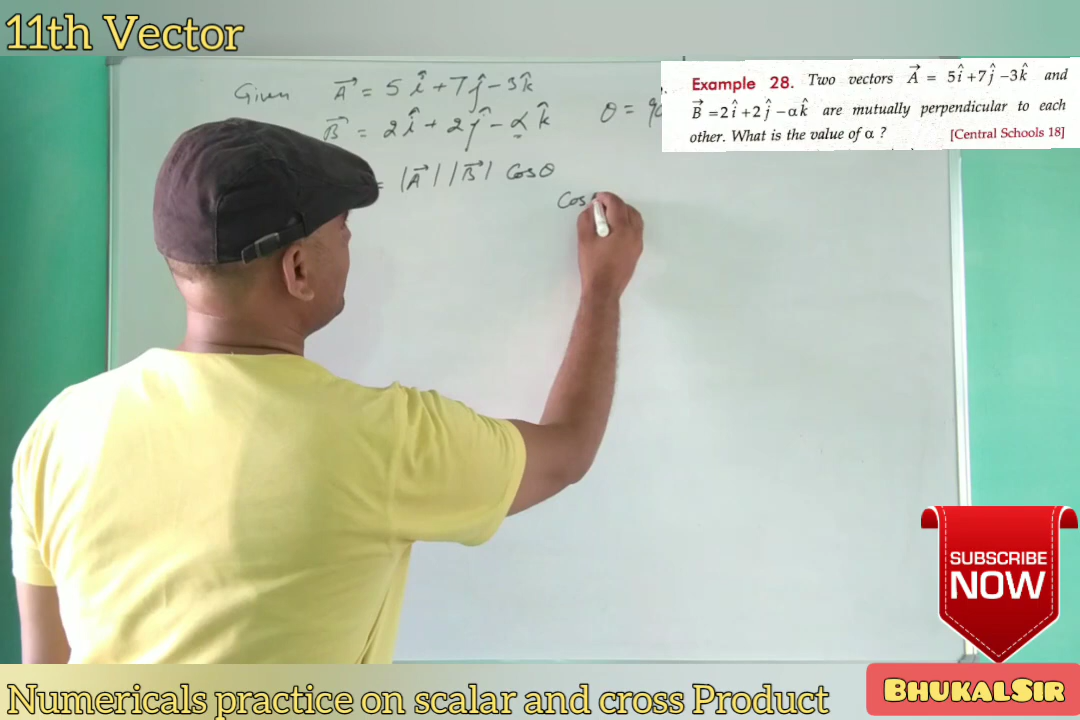 11th Vector
Given A⃗ = 5î + 7ĵ - 3k̂
B⃗ = 2î + 2ĵ - αk̂ θ = 90
= |A⃗||B⃗| Cosθ
Cos
Example 28. Two vectors A⃗ = 5î +7ĵ −3k̂ and
B⃗ =2î +2ĵ −αk̂ are mutually perpendicular to each
other. What is the value of α ? [Central Schools 18]
SUBSCRIBE
NOW
Numericals practice on scalar and cross Product
BHUKALSIR